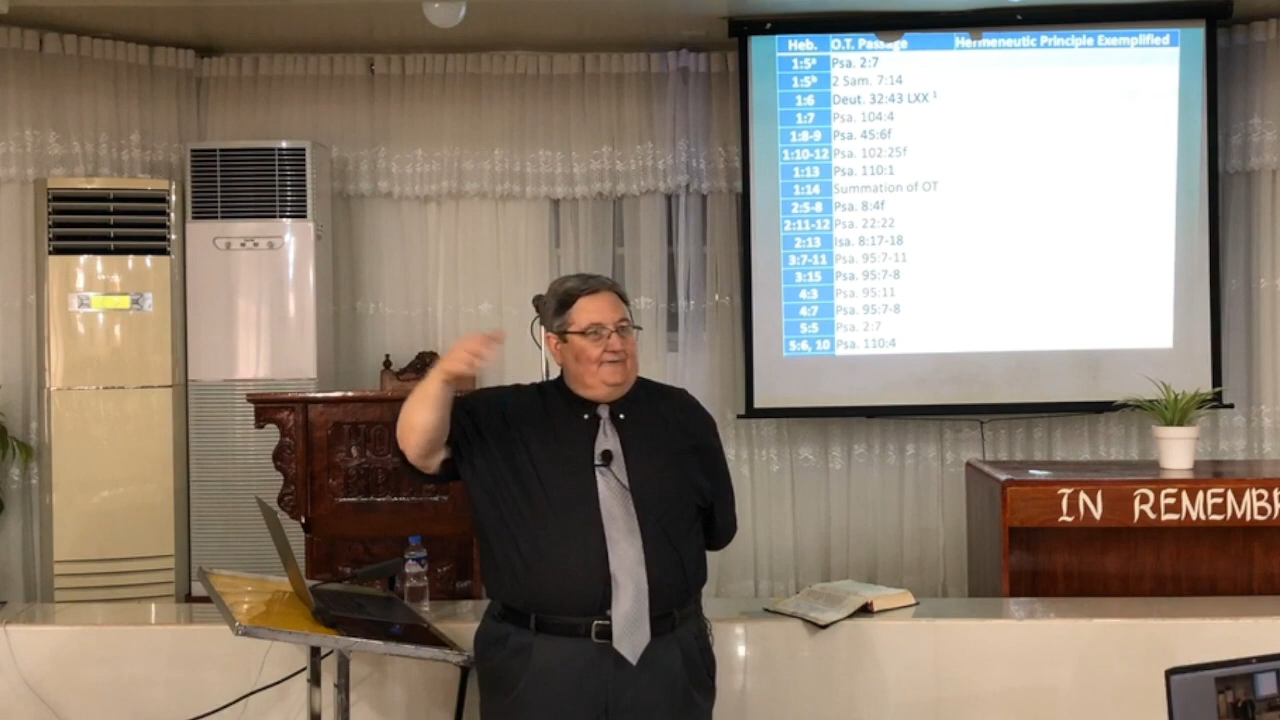 Heb. O.T. Passage Hermeneutic Principle Exemplified
1:5ᵃ Psa. 2:7
1:5ᵇ 2 Sam. 7:14
1:6 Deut. 32:43 LXX ¹
1:7 Psa. 104:4
1:8-9 Psa. 45:6f
1:10-12 Psa. 102:25f
1:13 Psa. 110:1
1:14 Summation of OT
2:5-8 Psa. 8:4f
2:11-12 Psa. 22:22
2:13 Isa. 8:17-18
3:7-11 Psa. 95:7-11
3:15 Psa. 95:7-8
4:3 Psa. 95:11
4:7 Psa. 95:7-8
5:5 Psa. 2:7
5:6, 10 Psa. 110:4
IN REMEMB